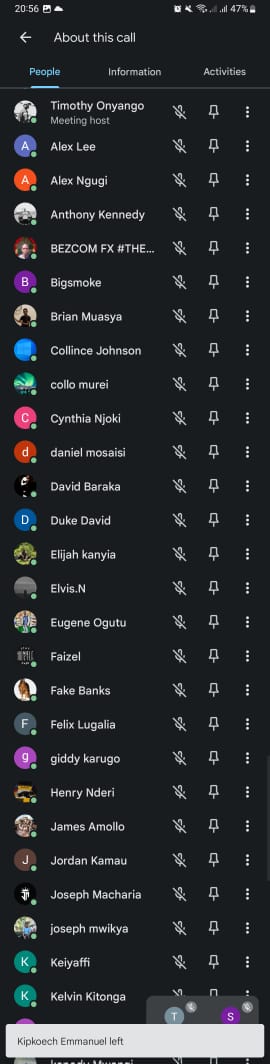 20:56
47%
About this call
People
Information
Activities
Timothy Onyango
Meeting host
A
Alex Lee
A
Alex Ngugi
Anthony Kennedy
BEZCOM FX #THE...
B
Bigsmoke
Brian Muasya
Collince Johnson
collo murei
C
Cynthia Njoki
d
daniel mosaisi
David Baraka
D
Duke David
Elijah kanyia
Elvis.N
Eugene Ogutu
Faizel
Fake Banks
F
Felix Lugalia
g
giddy karugo
Henry Nderi
James Amollo
J
Jordan Kamau
Joseph Macharia
joseph mwikya
K
Keiyaffi
K
Kelvin Kitonga
T
S
Kipkoech Emmanuel left